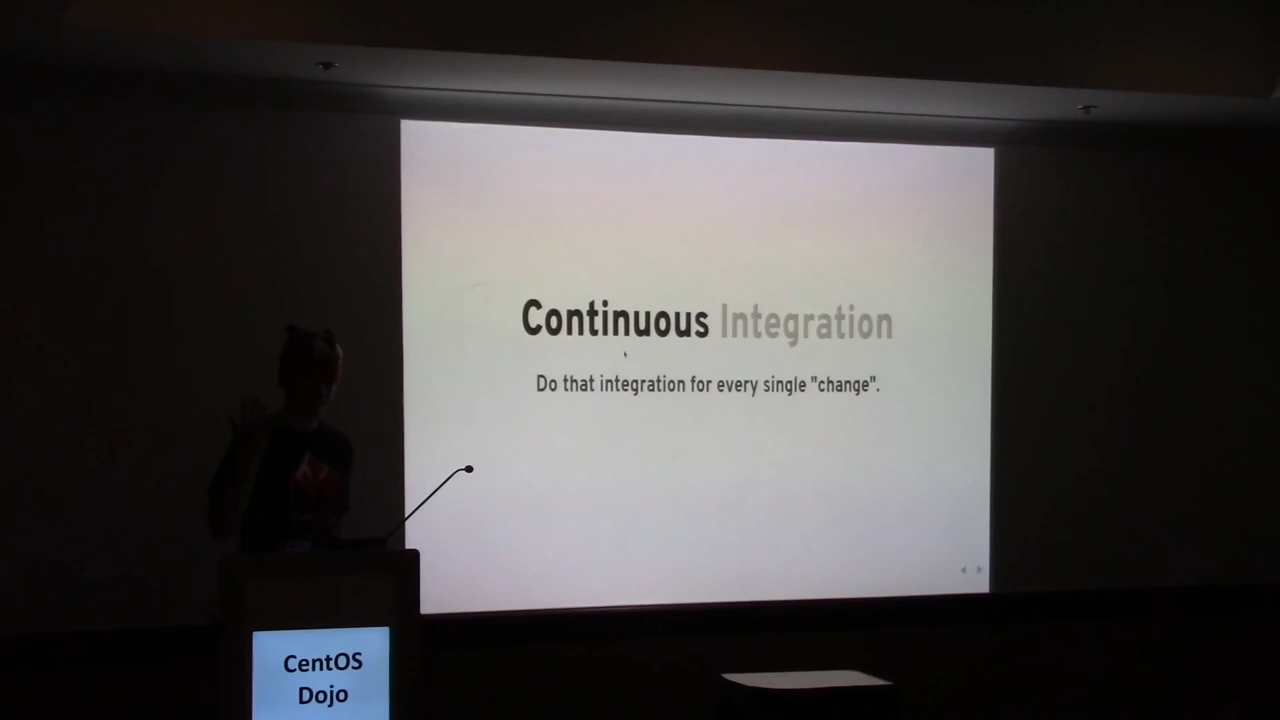 Continuous Integration
Do that integration for every single "change".
CentOS
Dojo